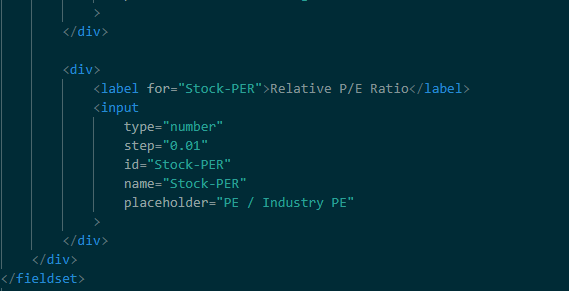 >
</div>
<div>
<label for="Stock-PER">Relative P/E Ratio</label>
<input
type="number"
step="0.01"
id="Stock-PER"
name="Stock-PER"
placeholder="PE / Industry PE"
>
</div>
</div>
</fieldset>